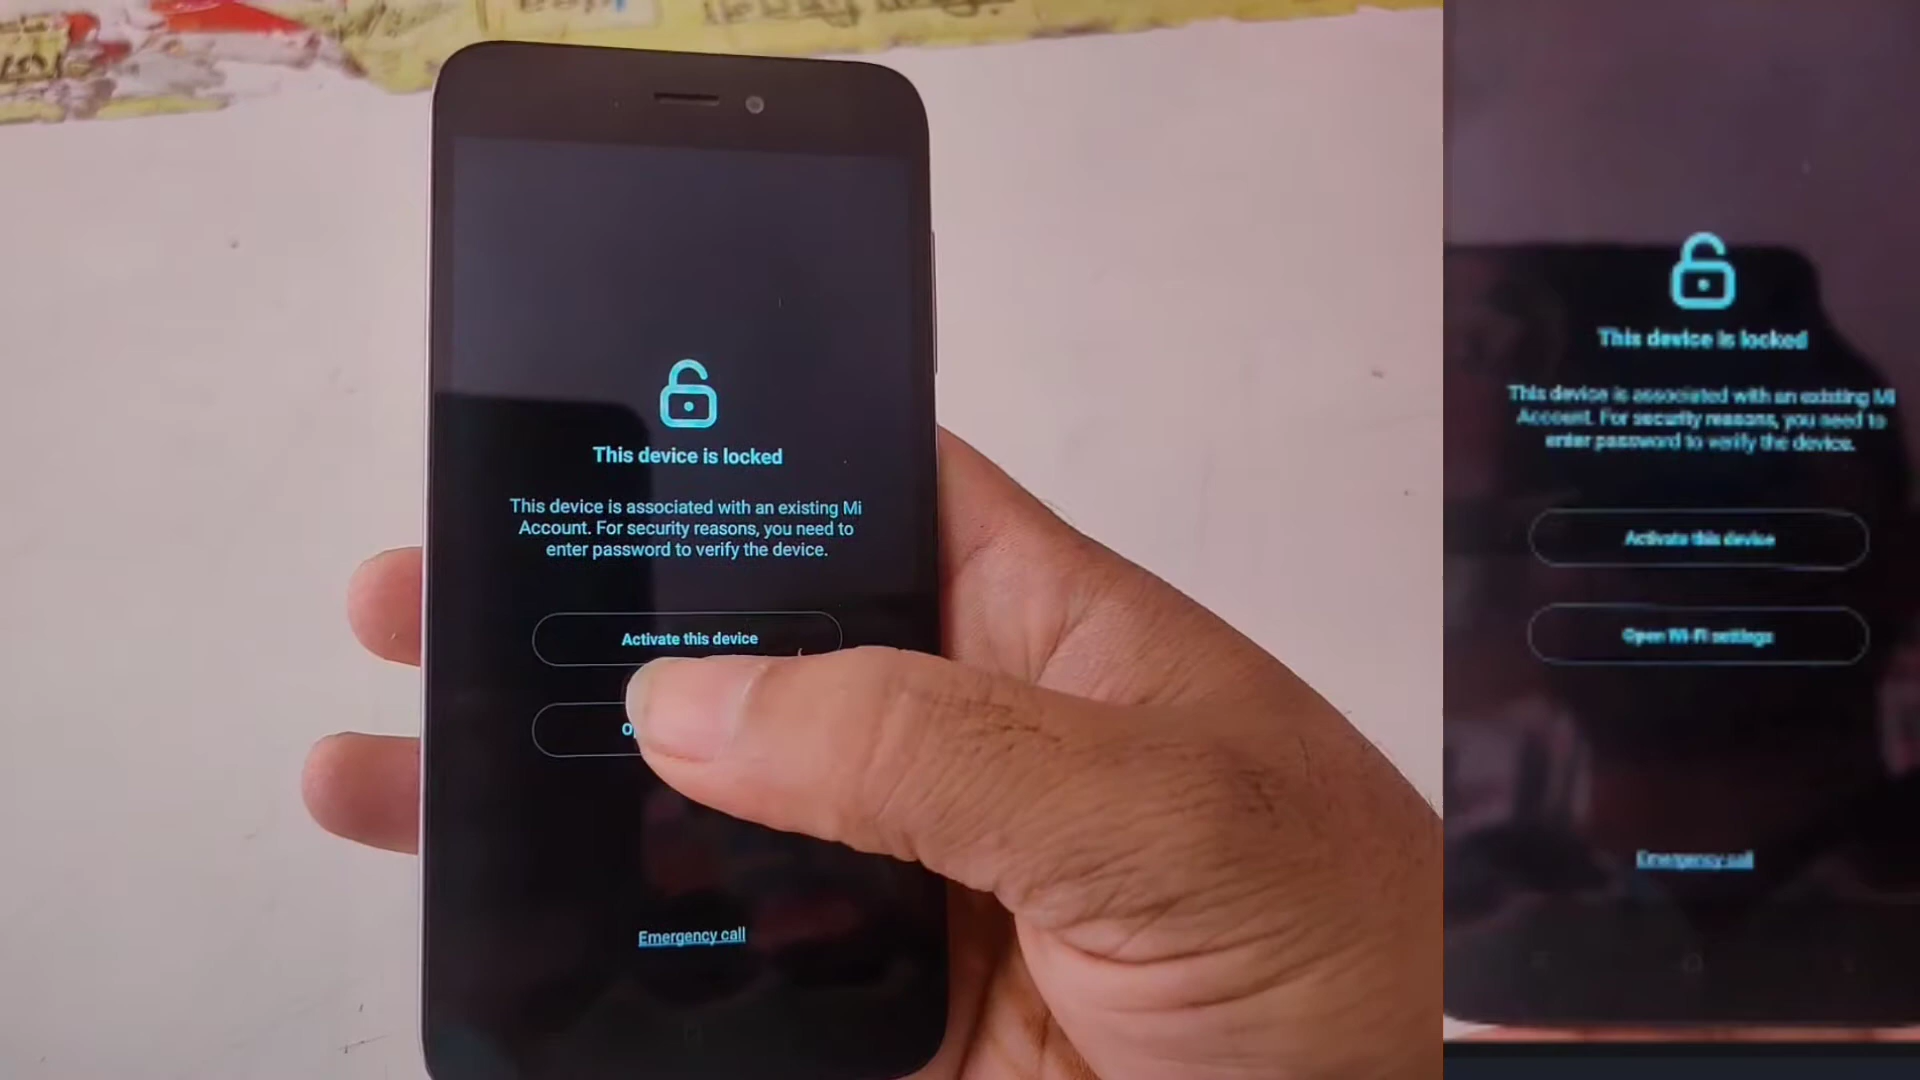 This device is locked
This device is associated with an existing Mi
Account. For security reasons, you need to
enter password to verify the device.
Activate this device
Emergency call
This device is locked
This device is associated with an existing Mi
Account. For security reasons, you need to
enter password to verify the device.
Activate this device
Open Wi-Fi settings
Emergency call